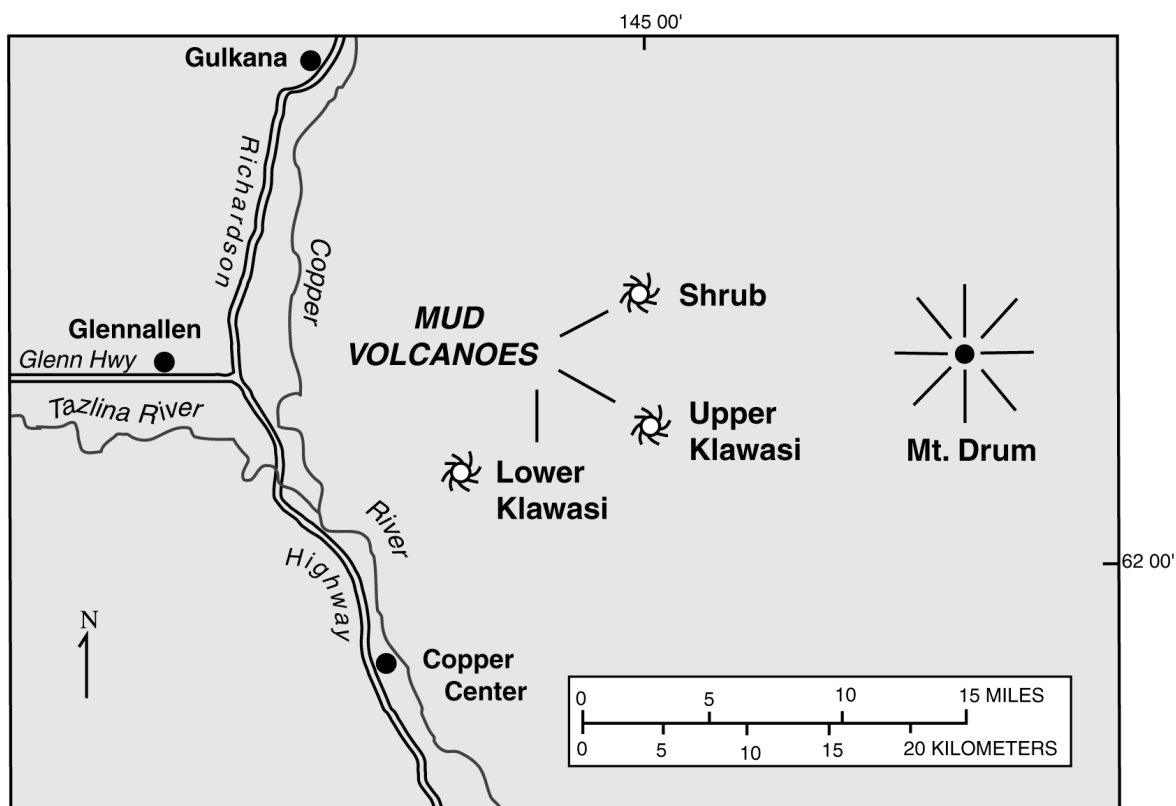 145 00'
Gulkana
Richardson
Copper
MUD
VOLCANOES
Shrub
Glennallen
Glenn Hwy
Tazlina River
Upper
Klawasi
Mt. Drum
Lower
Klawasi
River
Highway
62 00'
N
Copper
Center
0 5 10 15 MILES
0 5 10 15 20 KILOMETERS